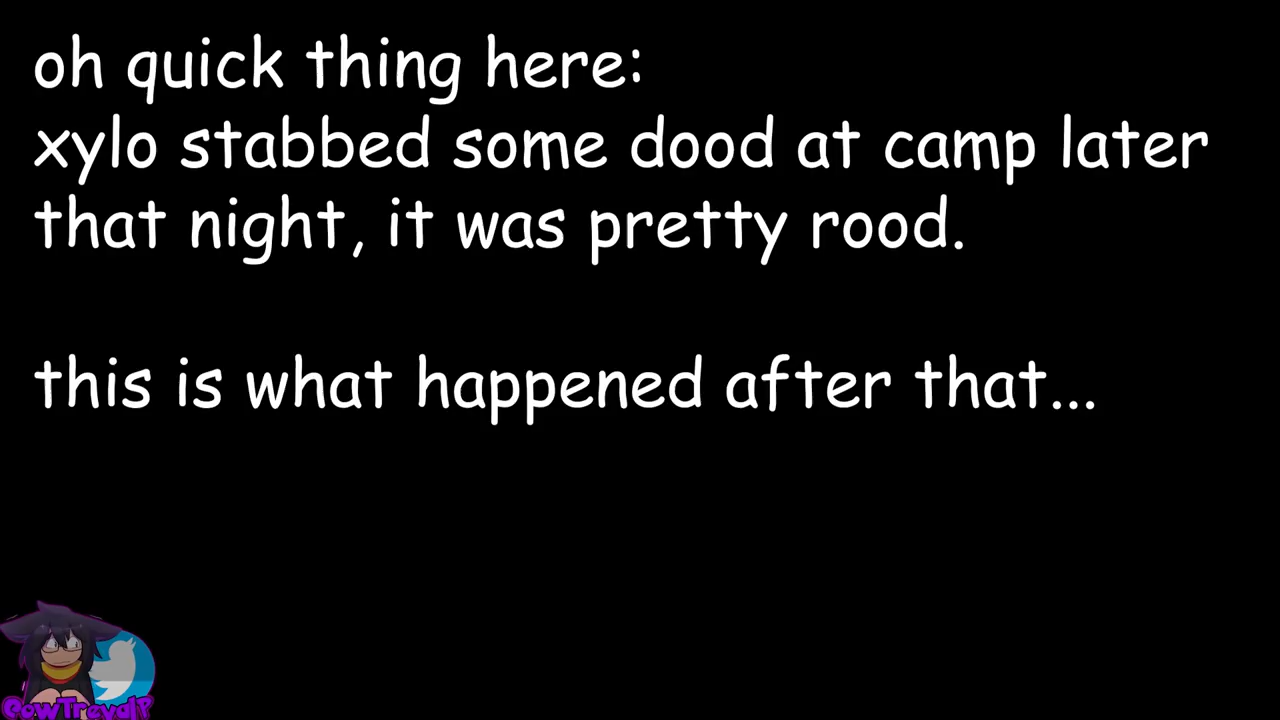 oh quick thing here:
xylo stabbed some dood at camp later
that night, it was pretty rood.
this is what happened after that...
@owTrevalP